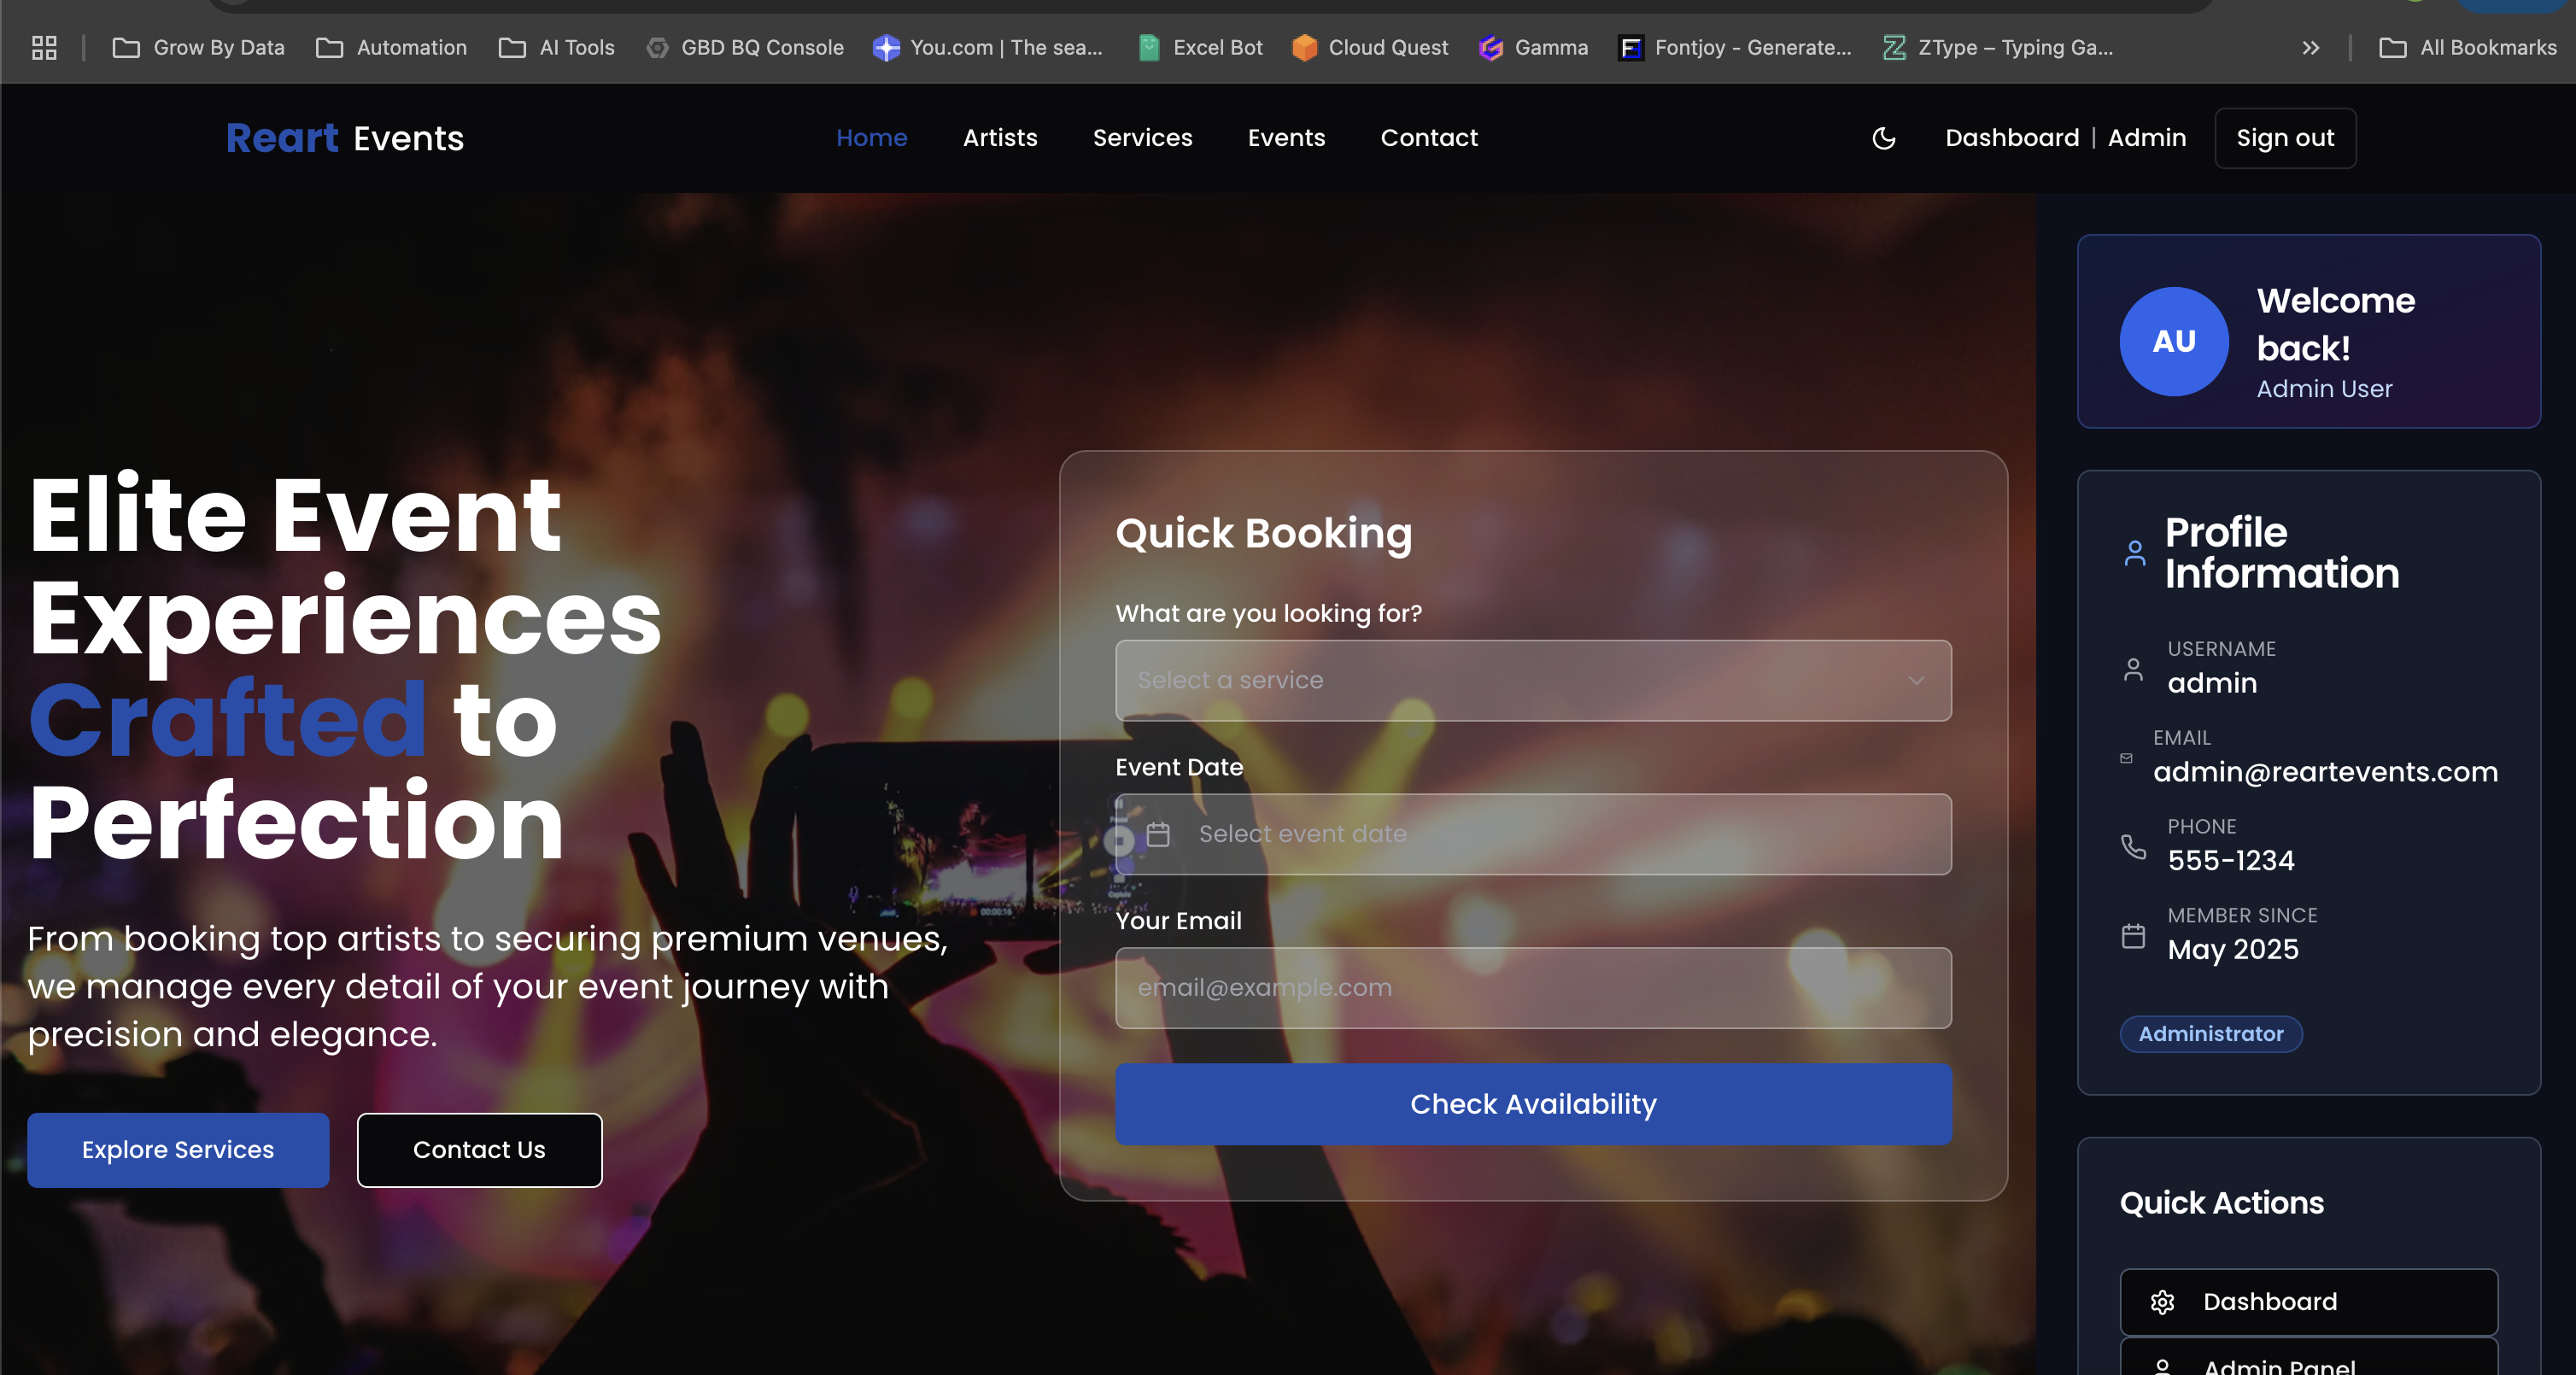 Grow By Data
Automation
AI Tools
GBD BQ Console
You.com | The sea...
Excel Bot
Cloud Quest
Gamma
Fontjoy - Generate...
ZType – Typing Ga...
All Bookmarks
Reart Events
Home
Artists
Services
Events
Contact
Dashboard | Admin
Sign out
Elite Event
Experiences
Crafted to
Perfection
From booking top artists to securing premium venues,
we manage every detail of your event journey with
precision and elegance.
Explore Services
Contact Us
00:00:16
Quick Booking
What are you looking for?
Select a service
Event Date
Select event date
Your Email
email@example.com
Check Availability
AU
Welcome
back!
Admin User
Profile
Information
USERNAME
admin
EMAIL
admin@reartevents.com
PHONE
555-1234
MEMBER SINCE
May 2025
Administrator
Quick Actions
Dashboard
Admin Panel